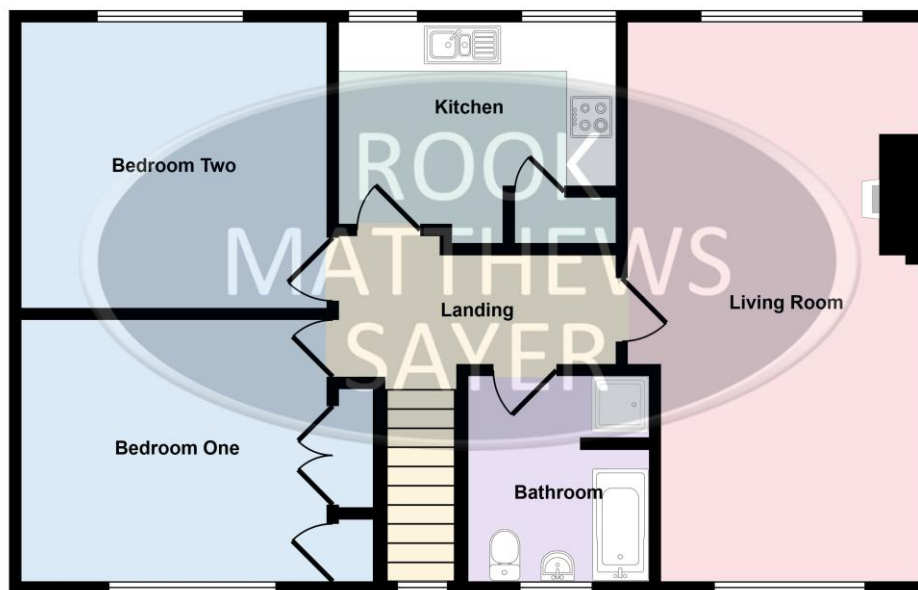 Kitchen
Bedroom Two
ROOK
MATTHEWS
SAYER
Landing
Living Room
Bedroom One
Bathroom